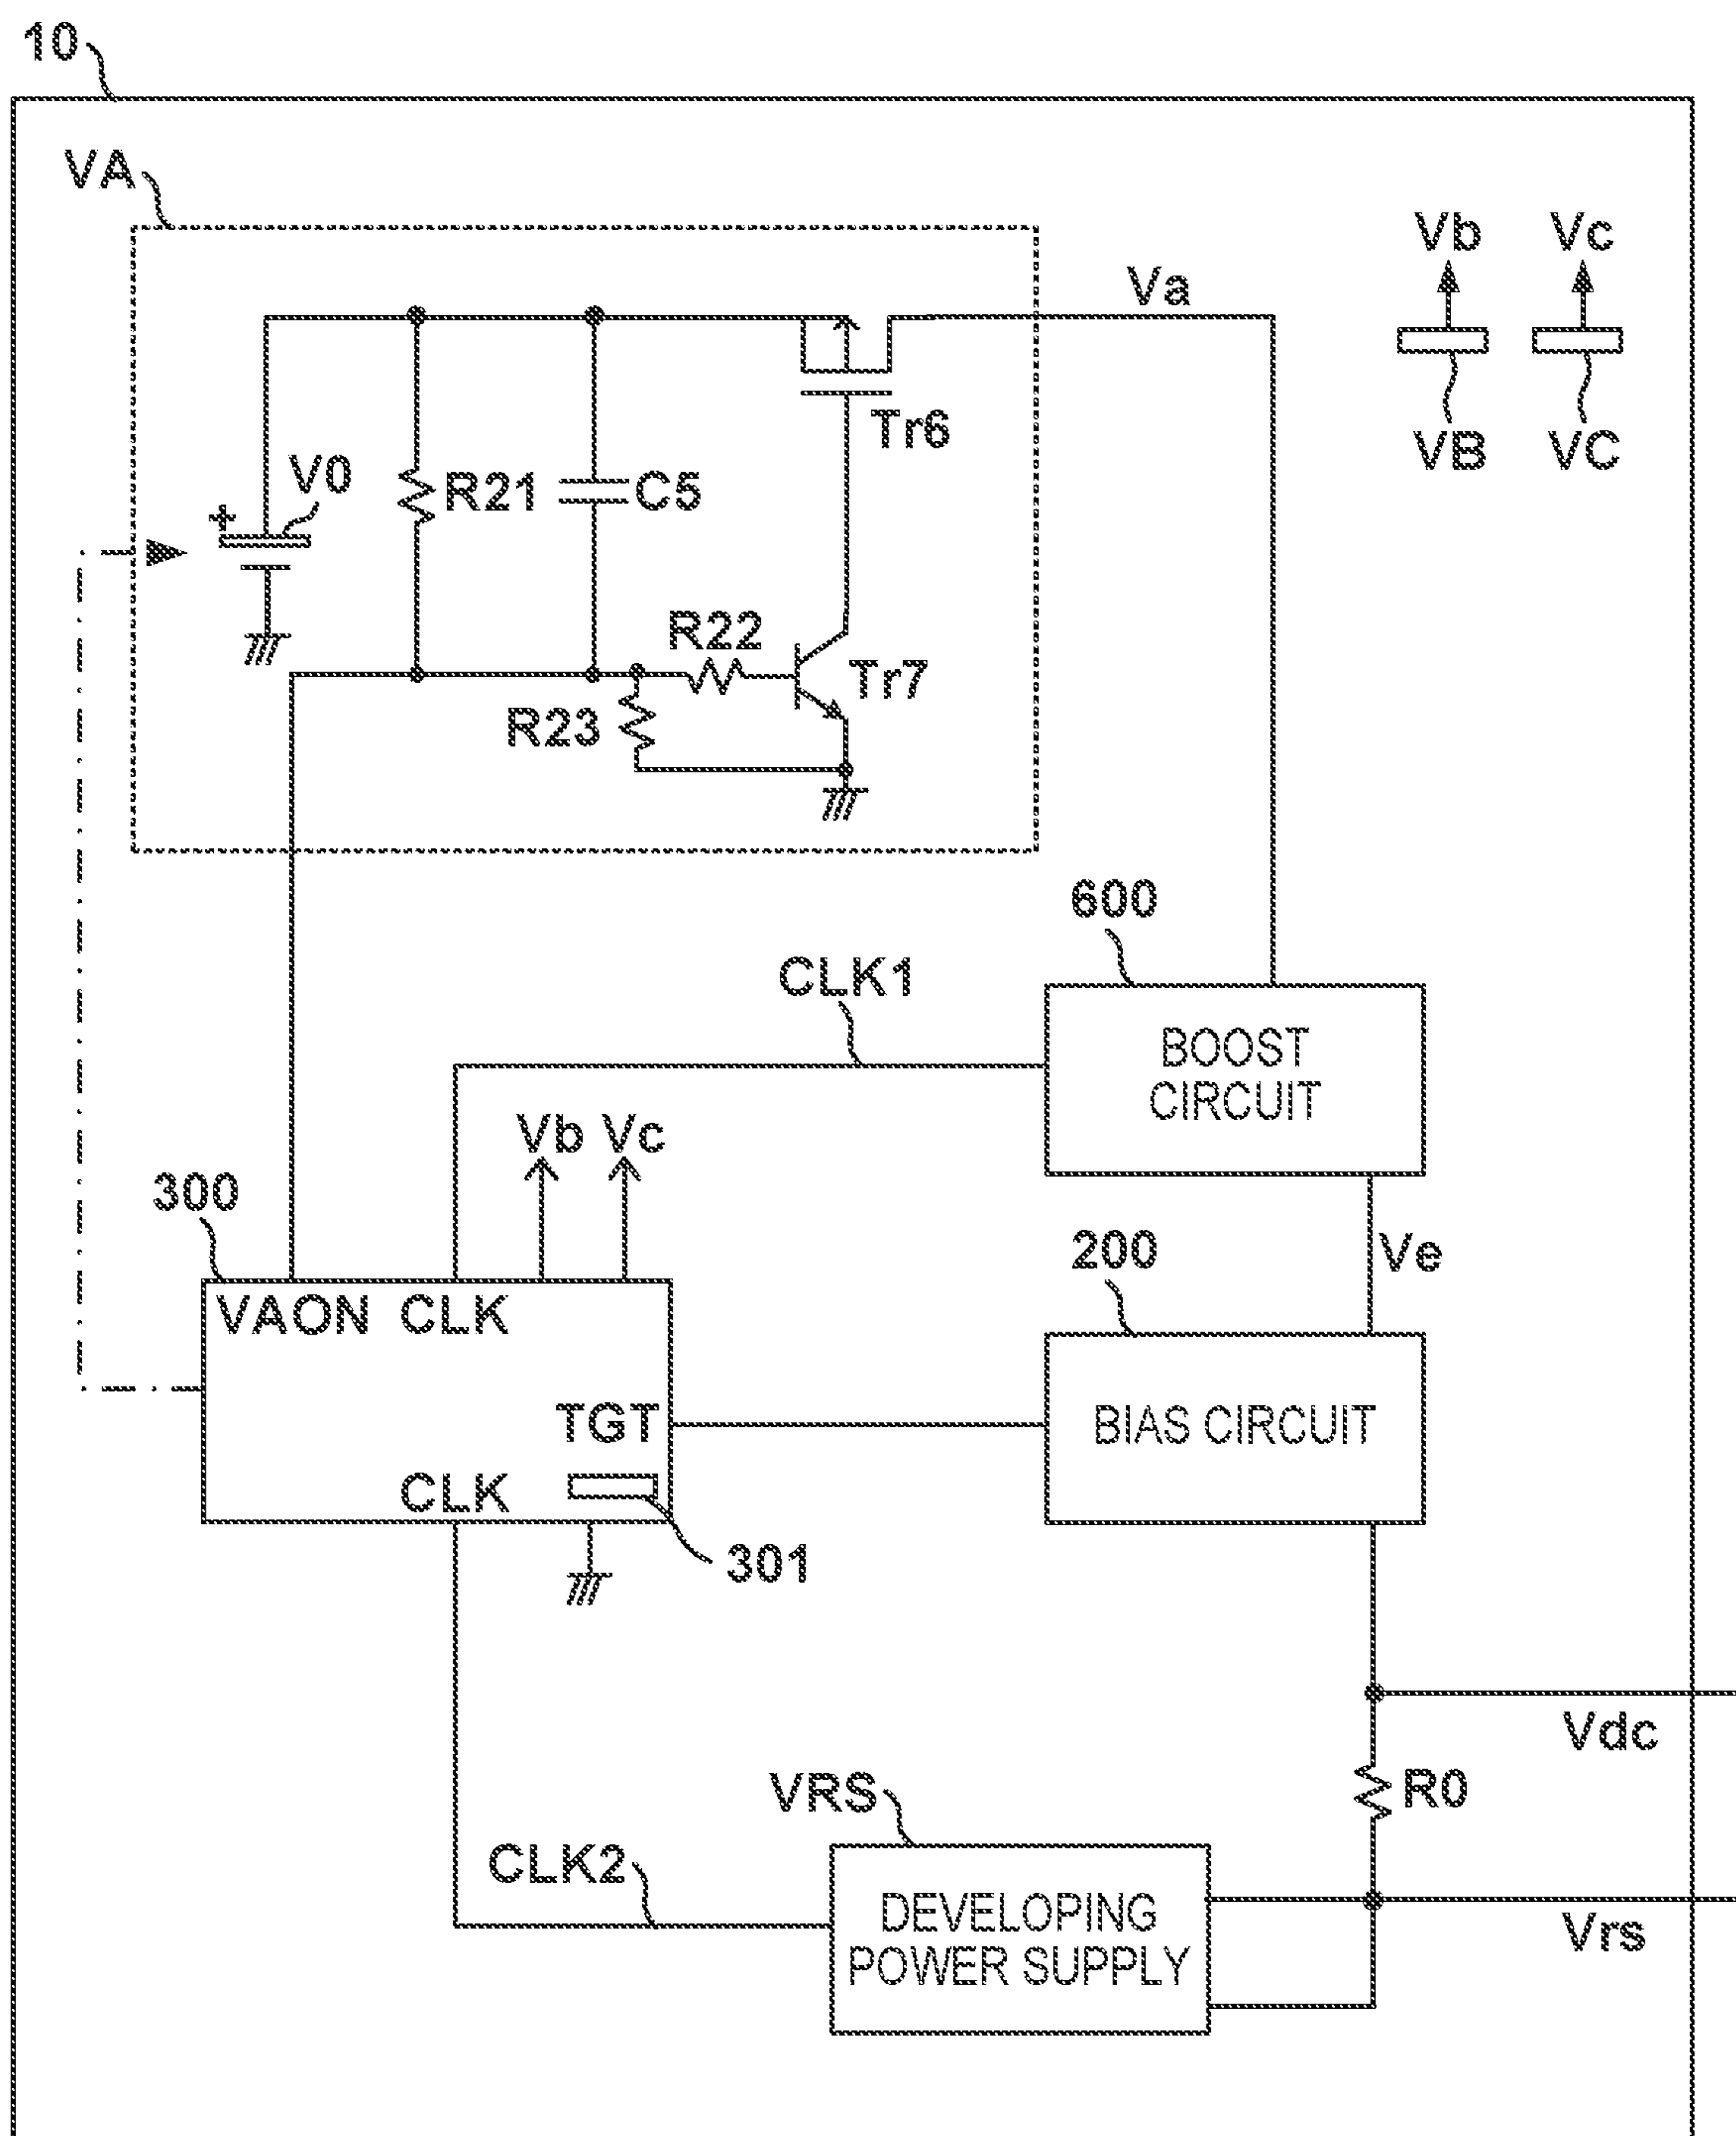 10
VA
Vb Vc
Va
VB VC
Tr6
V0
+
R21
C5
R22
Tr7
R23
600
CLK1
BOOST
CIRCUIT
Vb Vc
300
200
Ve
VAON CLK
TGT
BIAS CIRCUIT
CLK
301
Vdc
R0
VRS
CLK2
DEVELOPING
POWER SUPPLY
Vrs